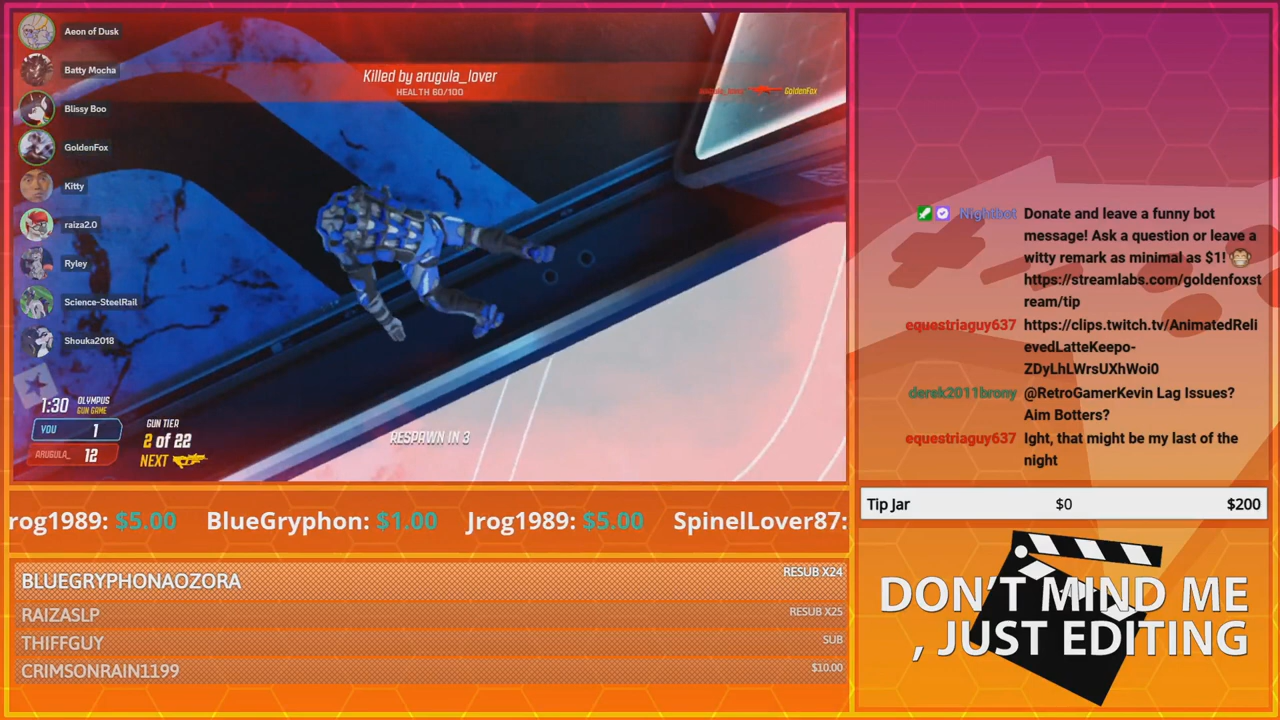 Aeon of Dusk
Batty Mocha
Blissy Boo
GoldenFox
Kitty
raiza2.0
Ryley
Science-SteelRail
Shouka2018
Killed by arugula_lover
HEALTH 60/100
arugula_lover GoldenFox
1:30 OLYMPUS
GUN GAME
YOU 1
ARUGULA_ 12
GUN TIER
2 of 22
NEXT
RESPAWN IN 3
Nightbot Donate and leave a funny bot
message! Ask a question or leave a
witty remark as minimal as $1!
https://streamlabs.com/goldenfoxst
ream/tip
equestriaguy637 https://clips.twitch.tv/AnimatedReli
evedLatteKeepo-
ZDyLhLWrsUXhWoi0
derek2011brony @RetroGamerKevin Lag Issues?
Aim Botters?
equestriaguy637 Ight, that might be my last of the
night
Tip Jar $0 $200
rog1989: $5.00 BlueGryphon: $1.00 Jrog1989: $5.00 SpinelLover87:
BLUEGRYPHONAOZORA RESUB X24
RAIZASLP RESUB X25
THIFFGUY SUB
CRIMSONRAIN1199 $10.00
DON'T MIND ME
, JUST EDITING